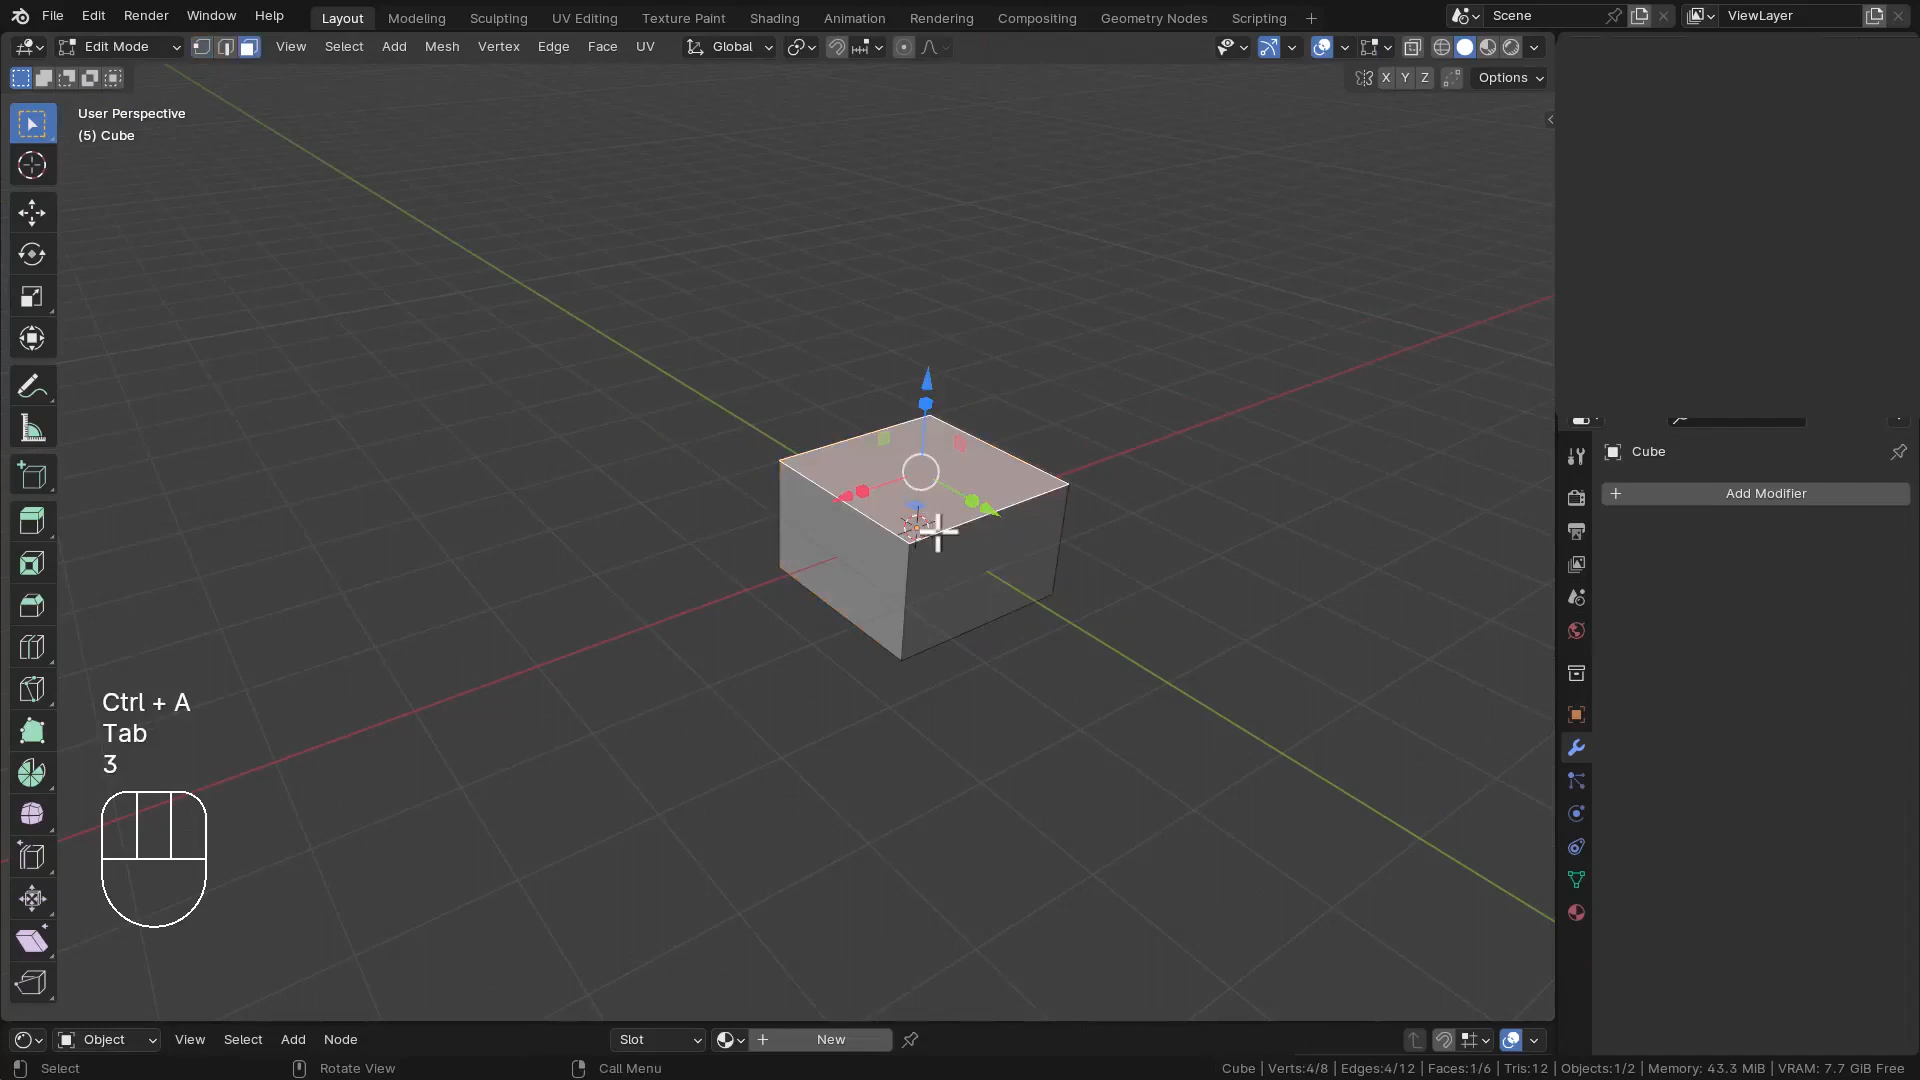 File Edit Render Window Help Layout Modeling Sculpting UV Editing Texture Paint Shading Animation Rendering Compositing Geometry Nodes Scripting + Scene ViewLayer
Edit Mode View Select Add Mesh Vertex Edge Face UV Global
X Y Z Options
User Perspective
(5) Cube
Cube
+ Add Modifier
Ctrl + A
Tab
3
Object View Select Add Node Slot + New
Select Rotate View Call Menu Cube | Verts:4/8 | Edges:4/12 | Faces:1/6 | Tris:12 | Objects:1/2 | Memory: 43.3 MiB | VRAM: 7.7 GiB Free